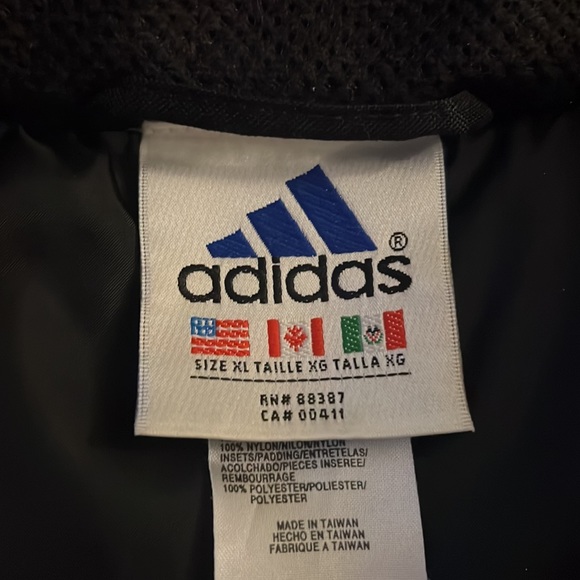 adidas®
SIZE XL TAILLE XG TALLA XG
RN# 88387
CA# 00411
100% NYLON/NILON/NYLON
INSETS/PADDING/ENTRETELAS/
ACOLCHADO/PIECES INSEREE/
REMBOURRAGE
100% POLYESTER/POLIESTER/
POLYESTER
MADE IN TAIWAN
HECHO EN TAIWAN
FABRIQUE A TAIWAN